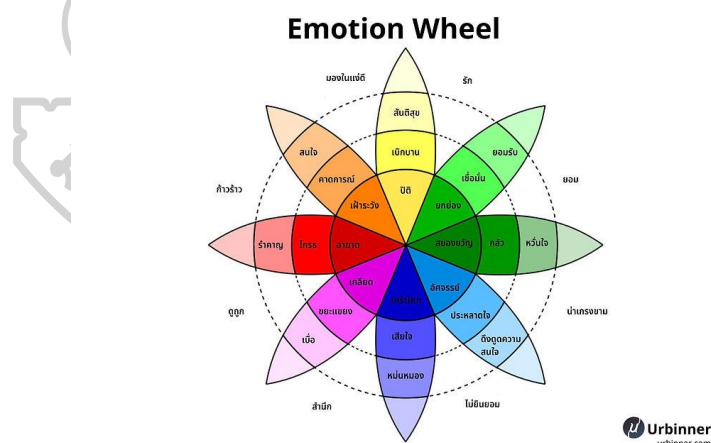 Emotion Wheel
มองในแง่ดี
รัก
สันติสุข
เบิกบาน
ปิติ
สนใจ
คาดการณ์
เฝ้าระวัง
ยอมรับ
เชื่อมั่น
ยกย่อง
ก้าวร้าว
ยอม
รำคาญ
โกรธ
อาฆาต
สยองขวัญ
กลัว
หวั่นใจ
เกลียด
ขยะแขยง
เบื่อ
อัศจรรย์
ประหลาดใจ
ดึงดูดความ
สนใจ
เสียใจ
หม่นหมอง
ดูถูก
น่าเกรงขาม
สำนึก
ไม่ยินยอม
Urbinner
urbinner.com